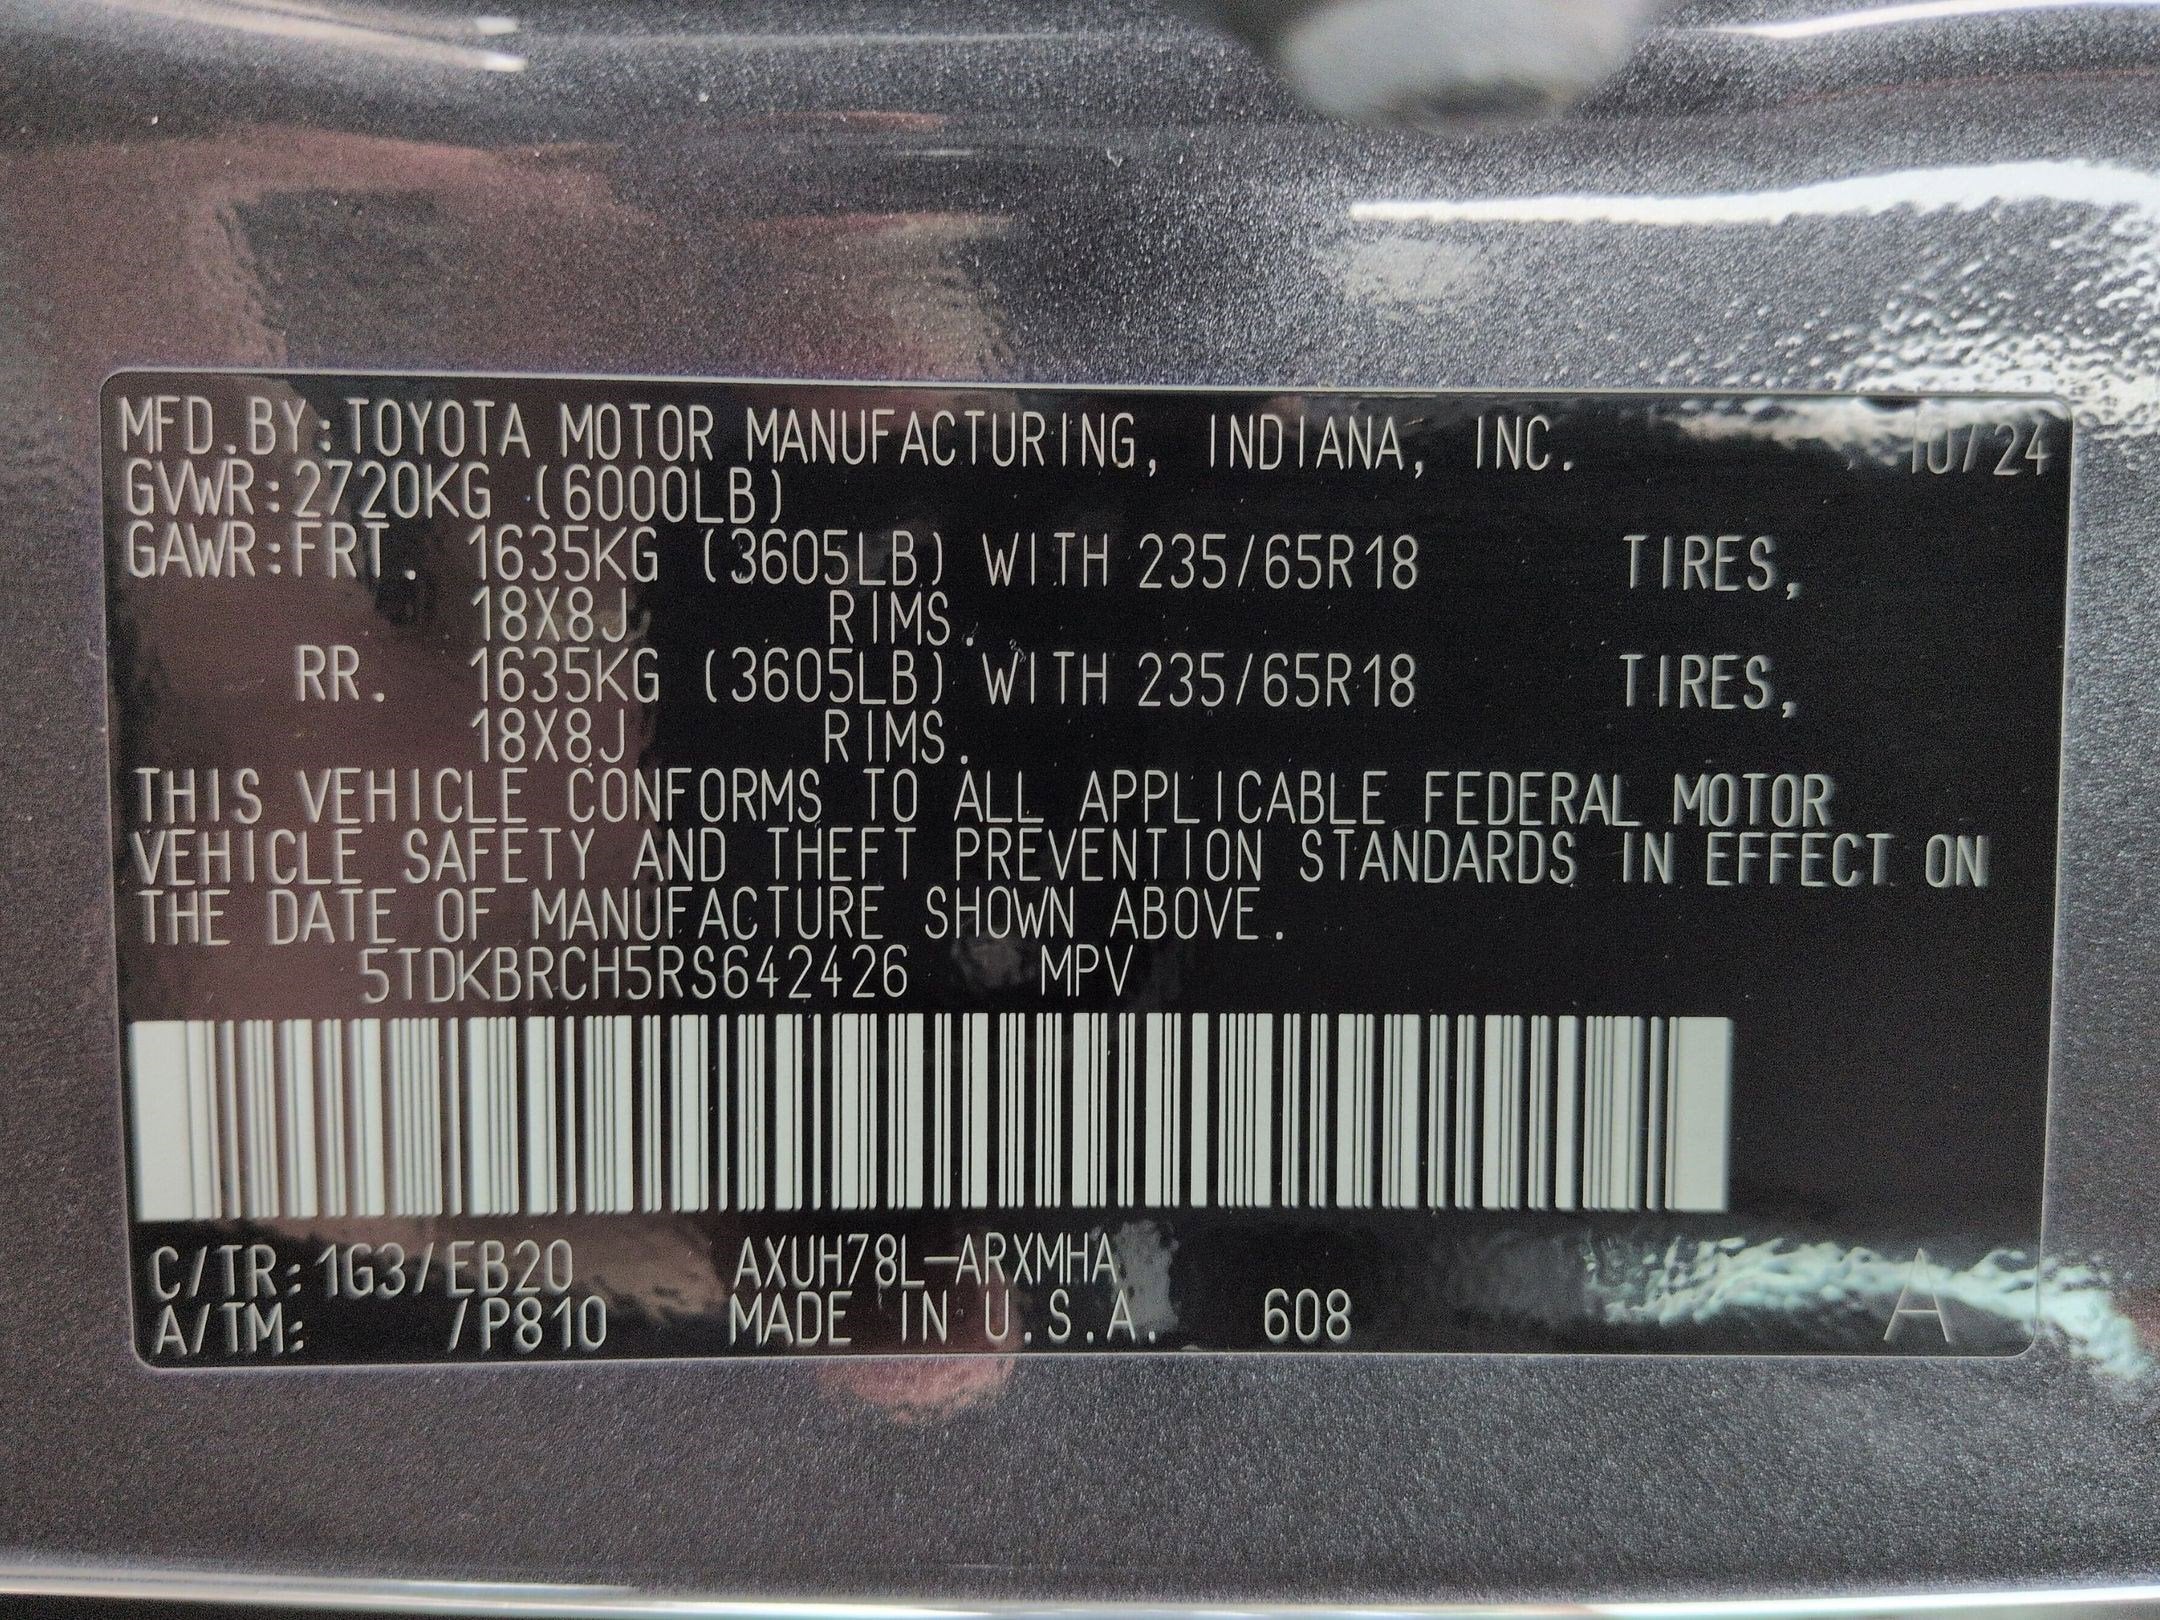 MFD.BY:TOYOTA MOTOR MANUFACTURING, INDIANA, INC. 10/24
GVWR:2720KG (6000LB)
GAWR:FRT. 1635KG (3605LB) WITH 235/65R18 TIRES,
18X8J RIMS.
RR. 1635KG (3605LB) WITH 235/65R18 TIRES,
18X8J RIMS.
THIS VEHICLE CONFORMS TO ALL APPLICABLE FEDERAL MOTOR
VEHICLE SAFETY AND THEFT PREVENTION STANDARDS IN EFFECT ON
THE DATE OF MANUFACTURE SHOWN ABOVE.
5TDKBRCH5RS642426 MPV
C/TR:1G3/EB20 AXUH78L-ARXMHA
A/TM: /P810 MADE IN U.S.A. 608 A